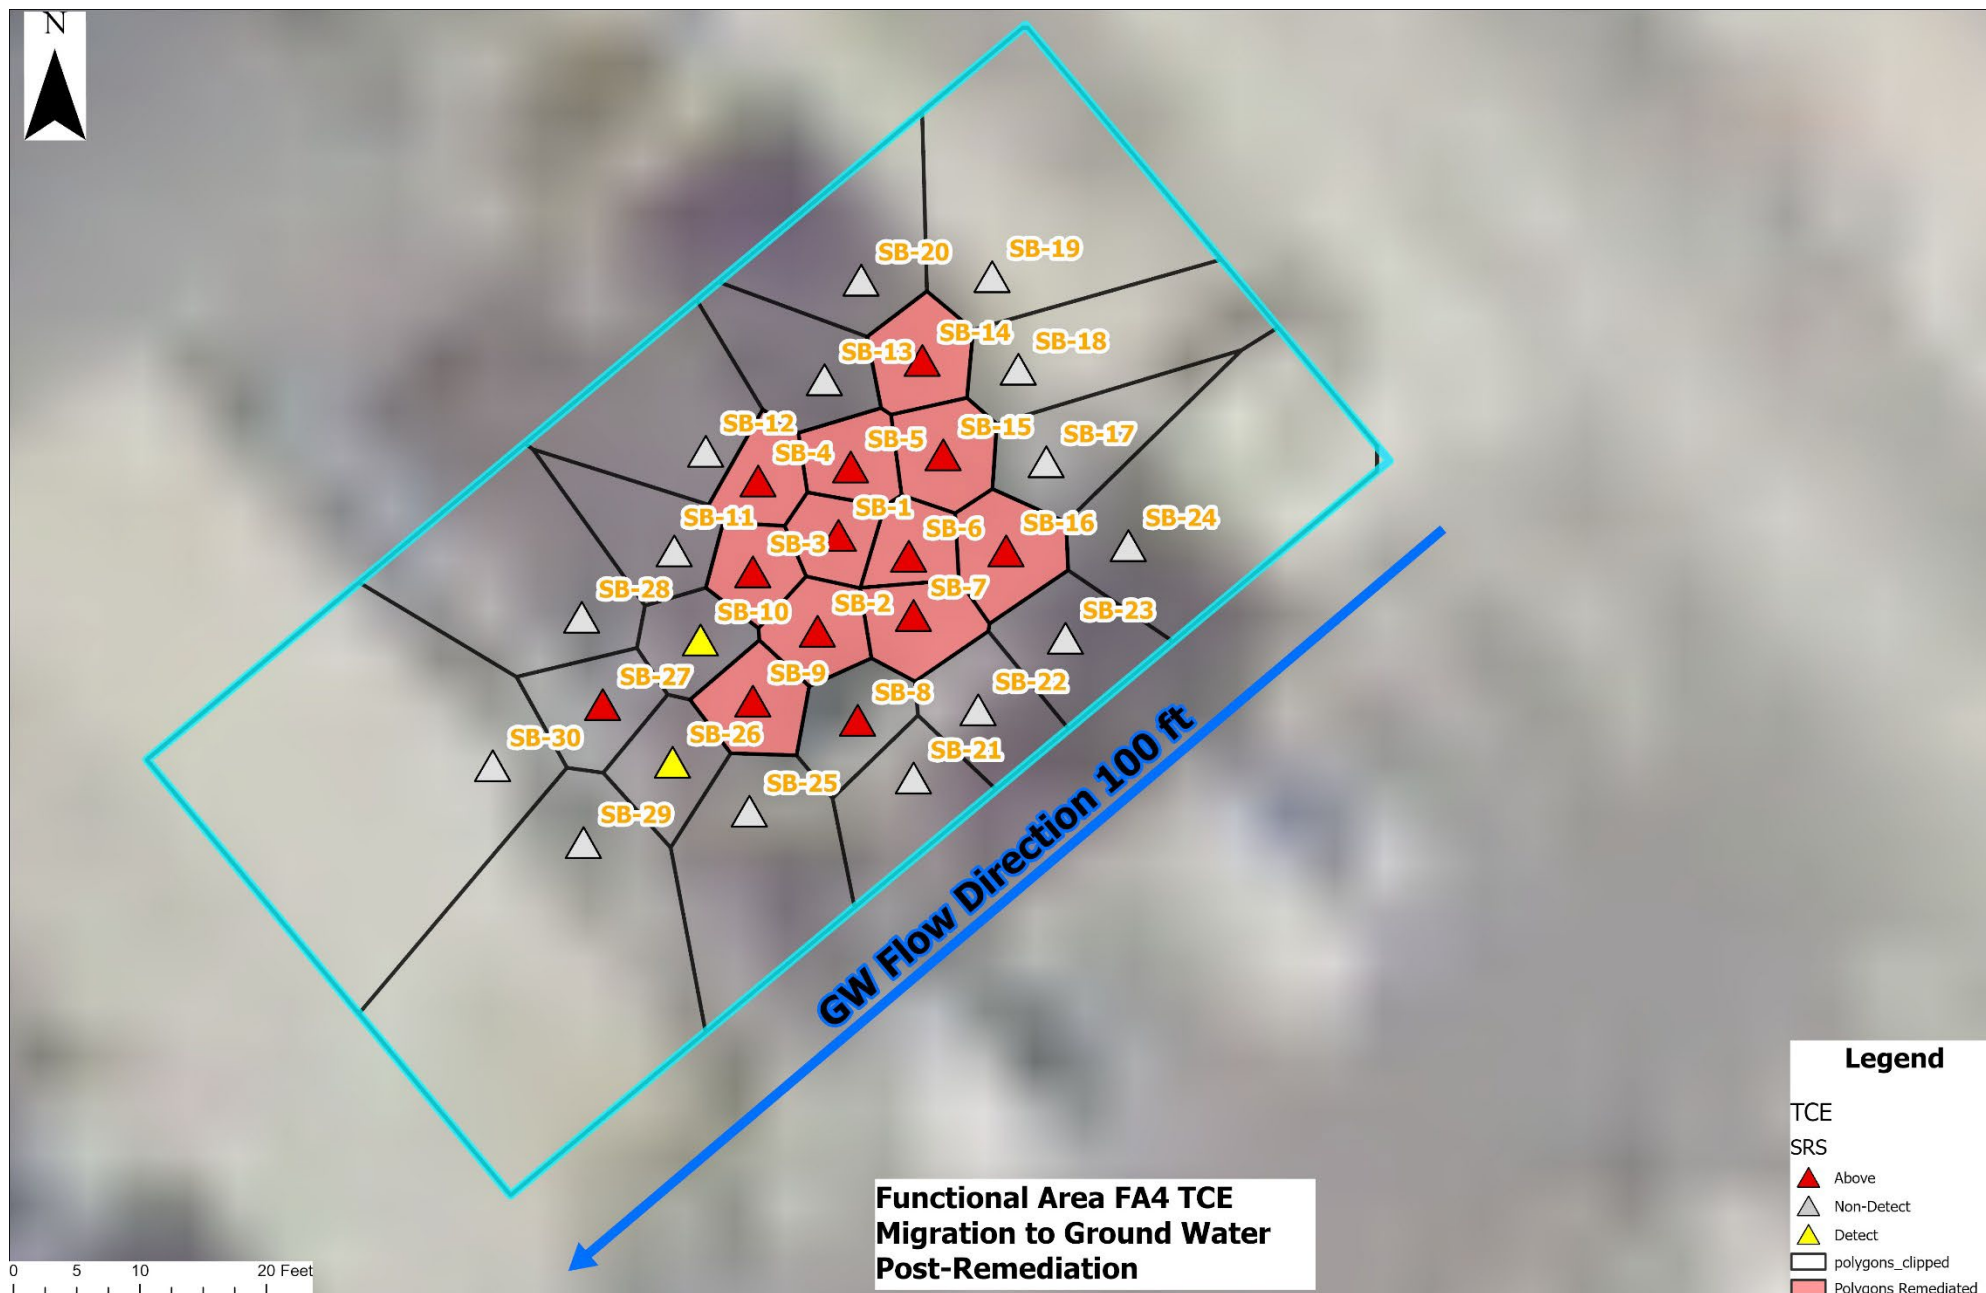 N
SB-20
SB-19
SB-14
SB-18
SB-13
SB-12
SB-5
SB-15
SB-17
SB-4
SB-11
SB-1
SB-6
SB-16
SB-24
SB-3
SB-28
SB-10
SB-2
SB-7
SB-23
SB-27
SB-9
SB-8
SB-22
SB-30
SB-26
SB-21
SB-25
SB-29
GW Flow Direction 100 ft
Functional Area FA4 TCE
Migration to Ground Water
Post-Remediation
0 5 10 20 Feet
Legend
TCE
SRS
Above
Non-Detect
Detect
polygons_clipped
Polygons Remediated